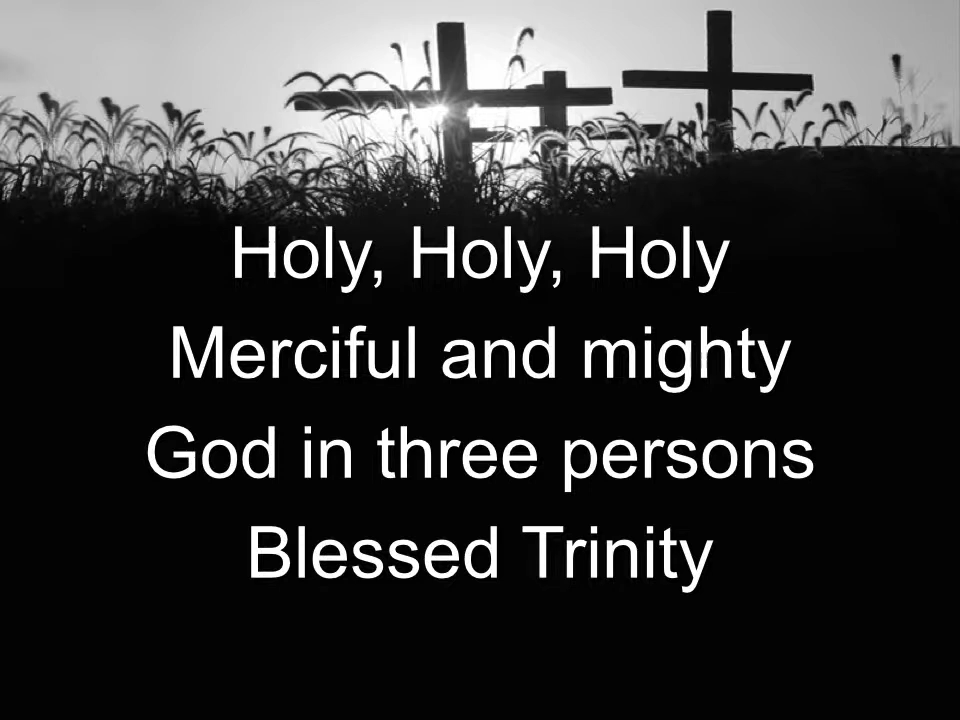 Holy, Holy, Holy
Merciful and mighty
God in three persons
Blessed Trinity